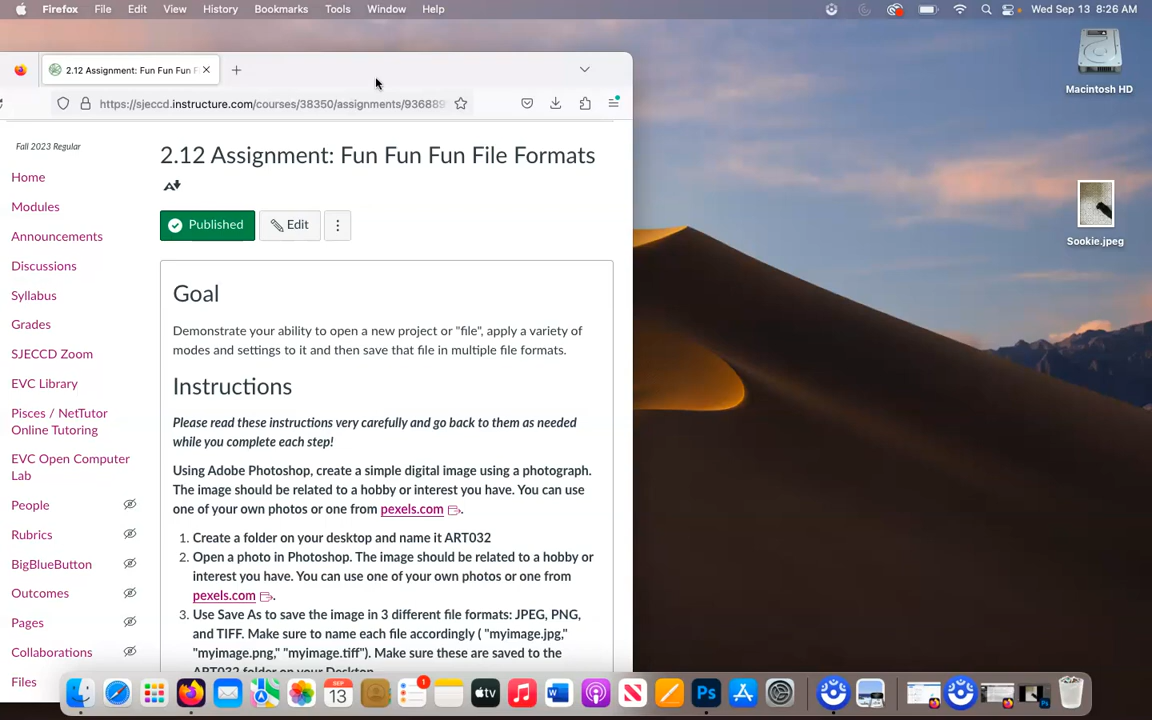 Firefox File Edit View History Bookmarks Tools Window Help Wed Sep 13 8:26 AM
2.12 Assignment: Fun Fun Fun F
https://sjeccd.instructure.com/courses/38350/assignments/936889
Macintosh HD
Sookie.jpeg
Fall 2023 Regular
Home
Modules
Announcements
Discussions
Syllabus
Grades
SJECCD Zoom
EVC Library
Pisces / NetTutor
Online Tutoring
EVC Open Computer
Lab
People
Rubrics
BigBlueButton
Outcomes
Pages
Collaborations
Files
2.12 Assignment: Fun Fun Fun File Formats
Published Edit
Goal
Demonstrate your ability to open a new project or "file", apply a variety of
modes and settings to it and then save that file in multiple file formats.
Instructions
Please read these instructions very carefully and go back to them as needed
while you complete each step!
Using Adobe Photoshop, create a simple digital image using a photograph.
The image should be related to a hobby or interest you have. You can use
one of your own photos or one from pexels.com.
1. Create a folder on your desktop and name it ART032
2. Open a photo in Photoshop. The image should be related to a hobby or
interest you have. You can use one of your own photos or one from
pexels.com.
3. Use Save As to save the image in 3 different file formats: JPEG, PNG,
and TIFF. Make sure to name each file accordingly ( "myimage.jpg,"
"myimage.png," "myimage.tiff"). Make sure these are saved to the
ART032 folder on your Desktop
SEP
13
1
tv
W
Ps